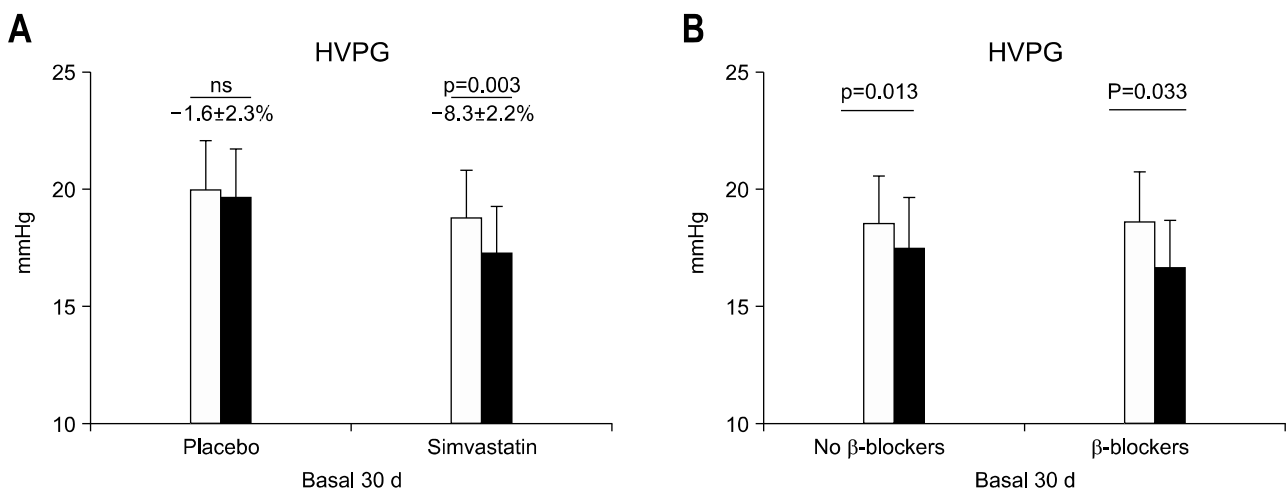 A
HVPG
25
20
15
10
mmHg
ns
−1.6±2.3%
p=0.003
−8.3±2.2%
Placebo
Simvastatin
Basal 30 d
B
HVPG
25
20
15
10
mmHg
p=0.013
P=0.033
No β-blockers
β-blockers
Basal 30 d